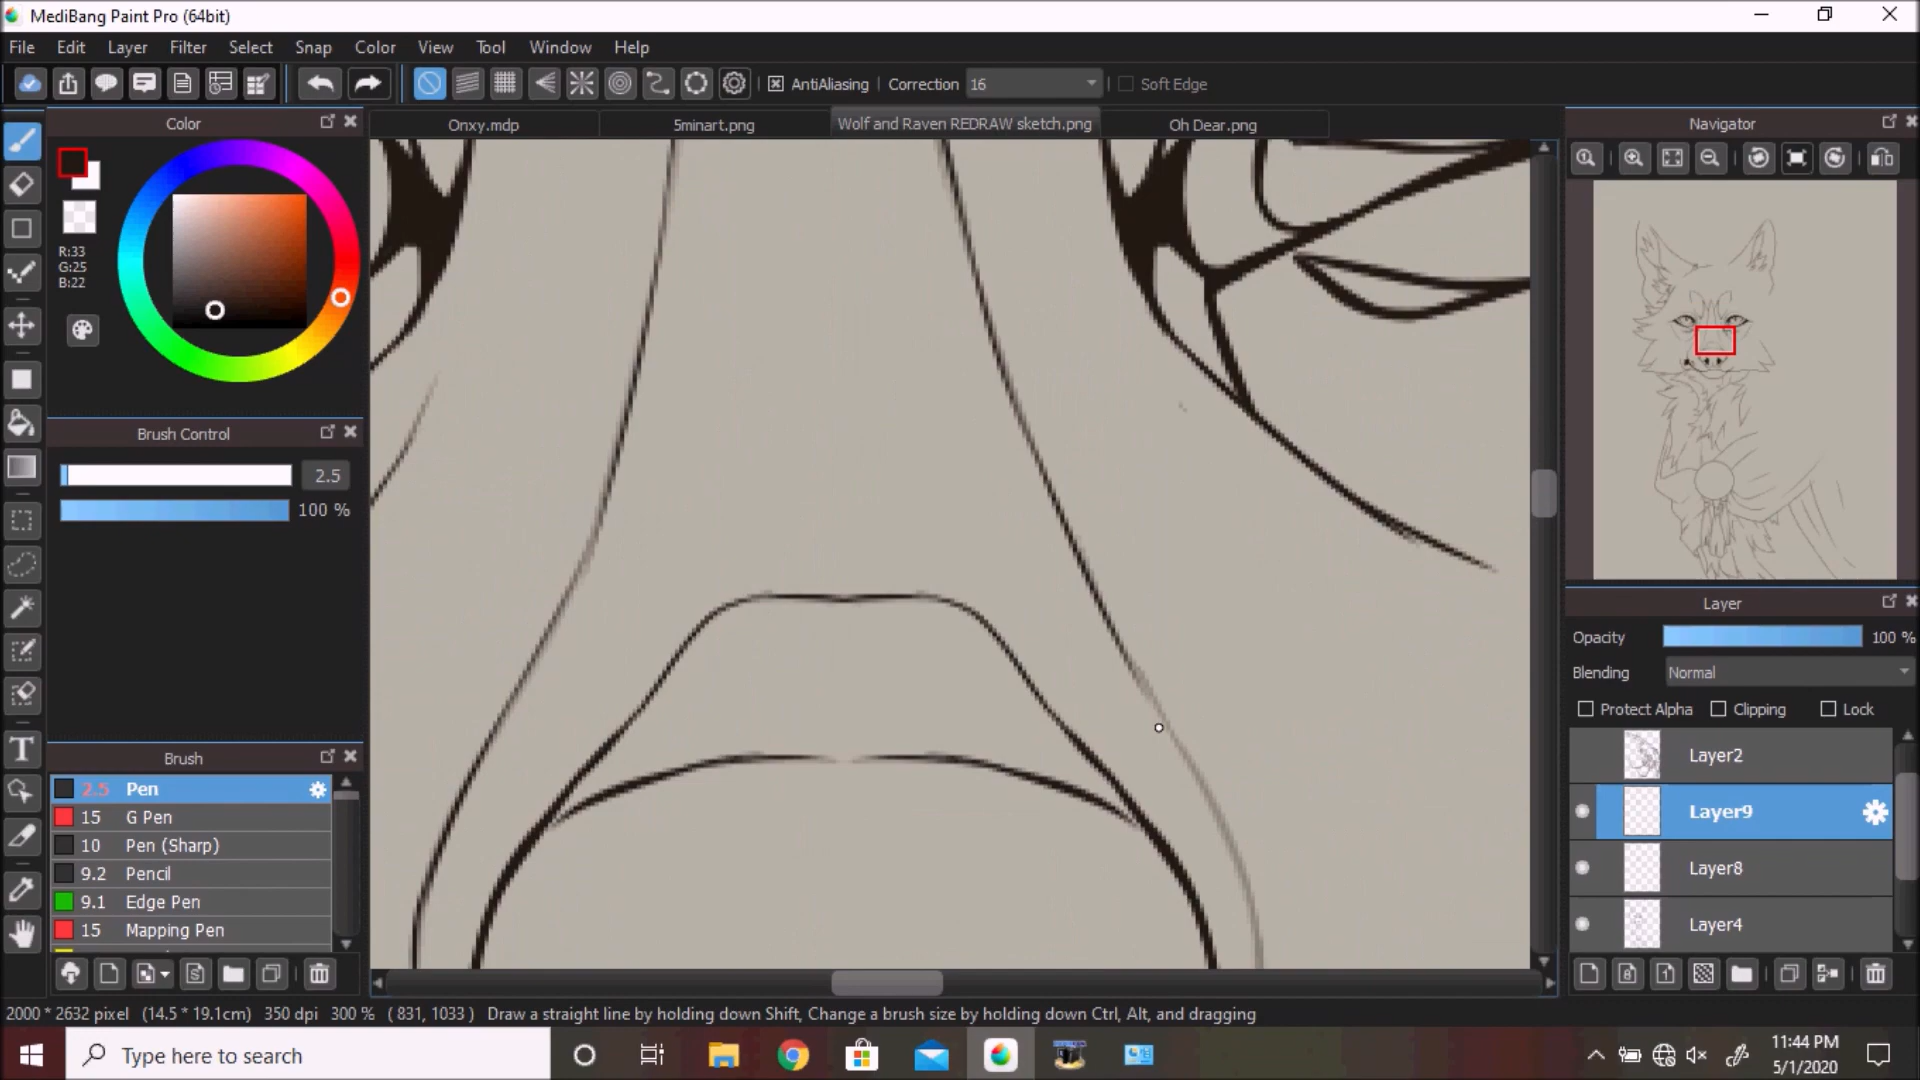 MediBang Paint Pro (64bit)
File Edit Layer Filter Select Snap Color View Tool Window Help
AntiAliasing Correction 16 Soft Edge
Color
Onxy.mdp 5minart.png Wolf and Raven REDRAW sketch.png Oh Dear.png
Navigator
R:33
G:25
B:22
Brush Control
2.5
100 %
Brush
2.5 Pen
15 G Pen
10 Pen (Sharp)
9.2 Pencil
9.1 Edge Pen
15 Mapping Pen
Layer
Opacity 100 %
Blending Normal
Protect Alpha Clipping Lock
Layer2
Layer9
Layer8
Layer4
2000 * 2632 pixel (14.5 * 19.1cm) 350 dpi 300 % ( 831, 1033 ) Draw a straight line by holding down Shift, Change a brush size by holding down Ctrl, Alt, and dragging
Type here to search
11:44 PM
5/1/2020